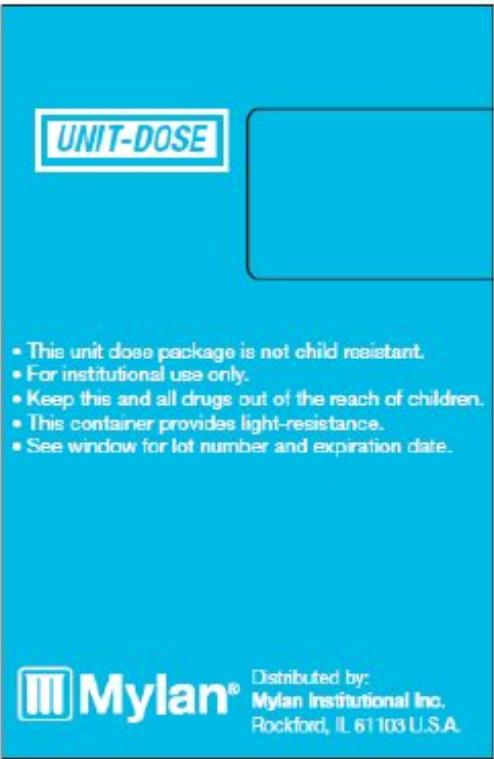 UNIT-DOSE
• This unit dose package is not child resistant.
• For institutional use only.
• Keep this and all drugs out of the reach of children.
• This container provides light-resistance.
• See window for lot number and expiration date.
Mylan®
Distributed by:
Mylan Institutional Inc.
Rockford, IL 61103 U.S.A.